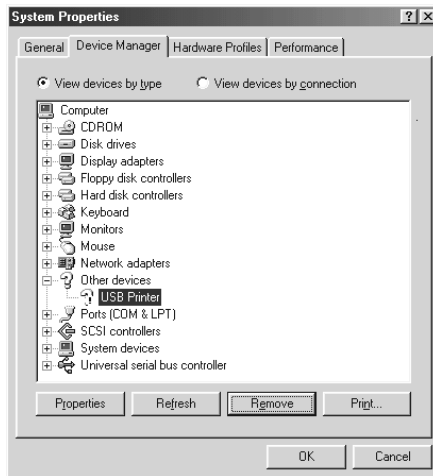 System Properties
General Device Manager Hardware Profiles Performance
View devices by type View devices by connection
Computer
CDROM
Disk drives
Display adapters
Floppy disk controllers
Hard disk controllers
Keyboard
Monitors
Mouse
Network adapters
Other devices
USB Printer
Ports (COM & LPT)
SCSI controllers
System devices
Universal serial bus controller
Properties Refresh Remove Print...
OK Cancel